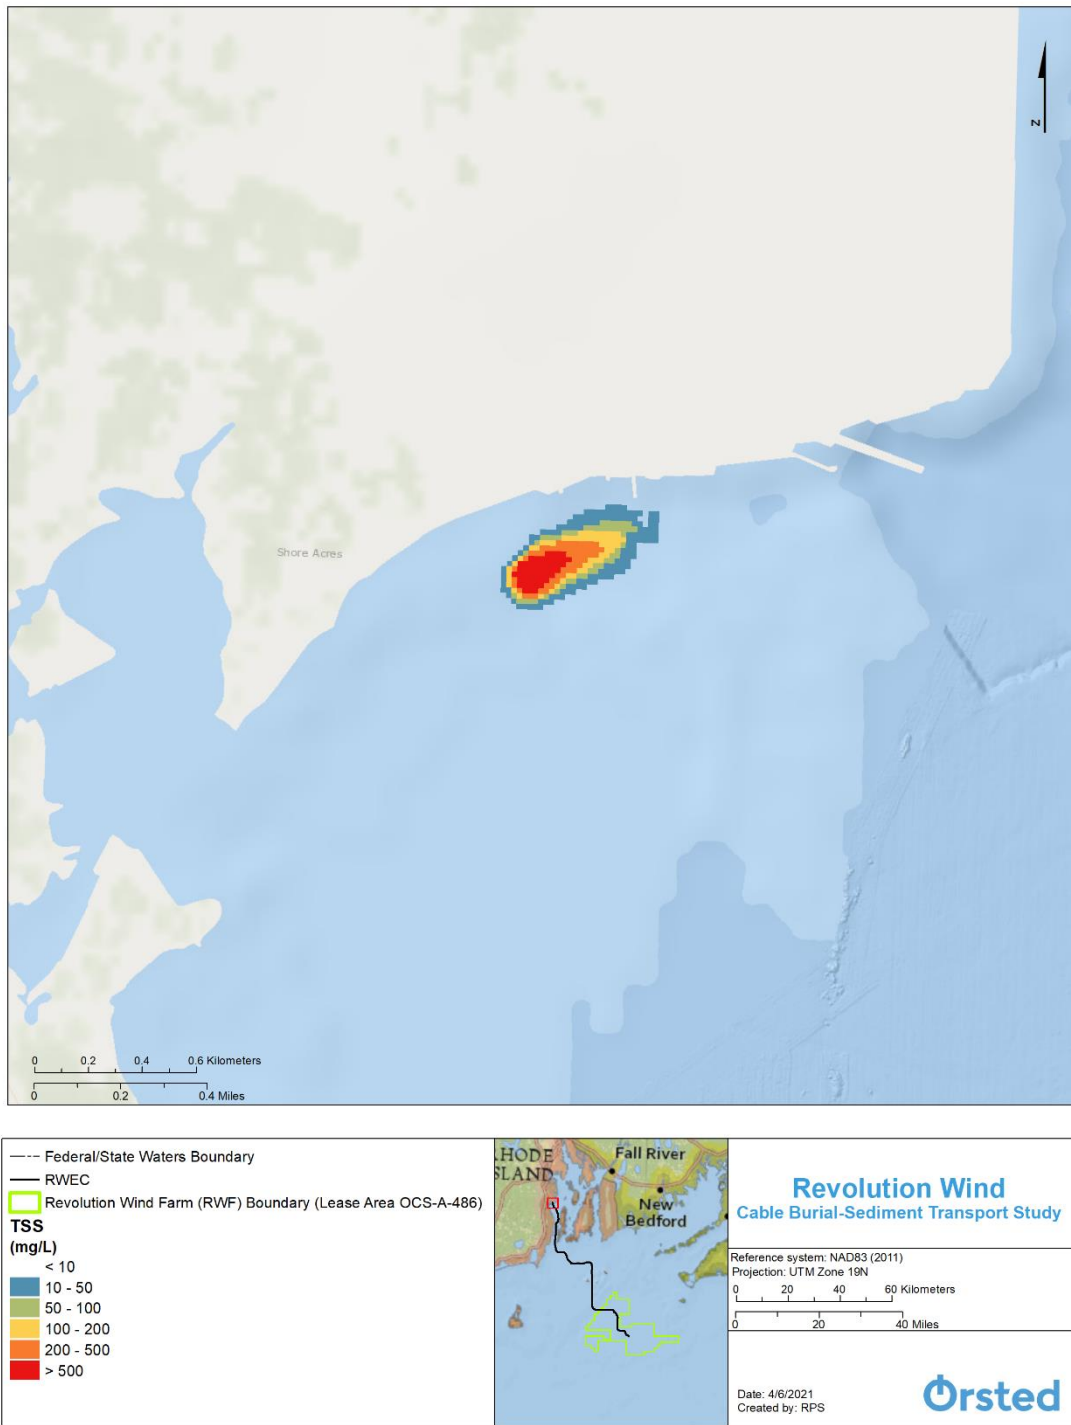 N
Shore Acres
0 0.2 0.4 0.6 Kilometers
0 0.2 0.4 Miles
Federal/State Waters Boundary
RWEC
Revolution Wind Farm (RWF) Boundary (Lease Area OCS-A-486)
TSS
(mg/L)
< 10
10 - 50
50 - 100
100 - 200
200 - 500
> 500
RHODE
ISLAND
Fall River
New
Bedford
Revolution Wind
Cable Burial-Sediment Transport Study
Reference system: NAD83 (2011)
Projection: UTM Zone 19N
0 20 40 60 Kilometers
0 20 40 Miles
Date: 4/6/2021
Created by: RPS
Ørsted